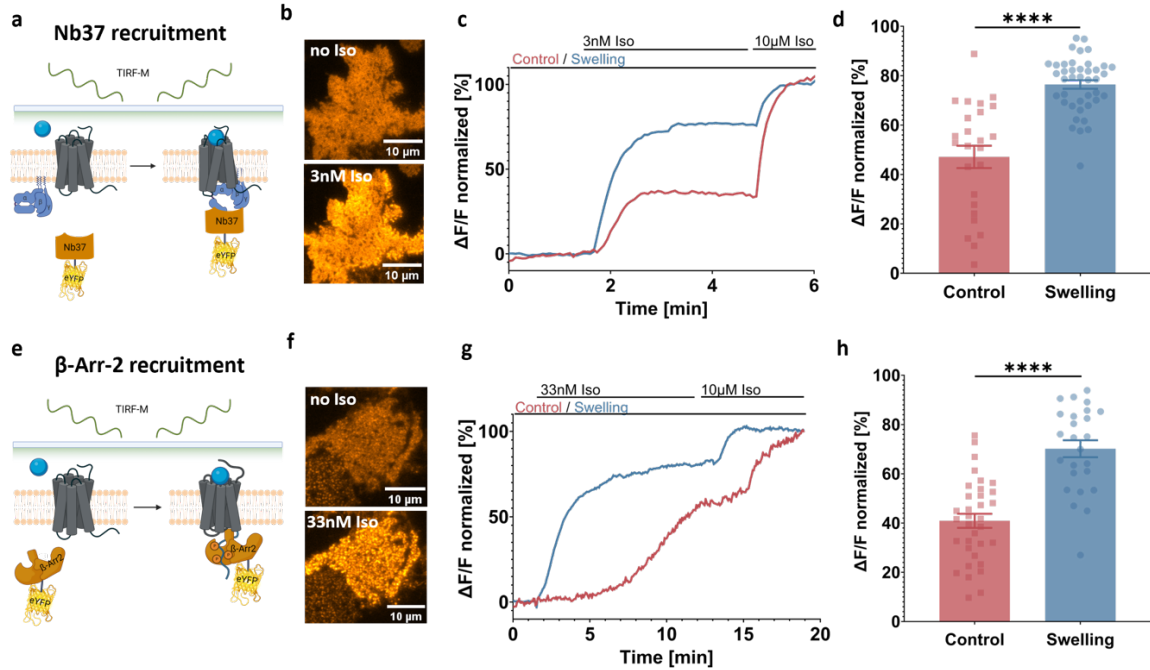 a
Nb37 recruitment
TIRF-M
Nb37
eYFP
Nb37
eYFP
b
no Iso
10 µm
3nM Iso
10 µm
c
3nM Iso
10µM Iso
Control / Swelling
ΔF/F normalized [%]
100
50
0
0
2
4
6
Time [min]
d
****
ΔF/F normalized [%]
100
80
60
40
20
0
Control
Swelling
e
β-Arr-2 recruitment
TIRF-M
β-Arr2
eYFP
β-Arr2
eYFP
f
no Iso
10 µm
33nM Iso
10 µm
g
33nM Iso
10µM Iso
Control / Swelling
ΔF/F normalized [%]
100
50
0
0
5
10
15
20
Time [min]
h
****
ΔF/F normalized [%]
100
80
60
40
20
0
Control
Swelling